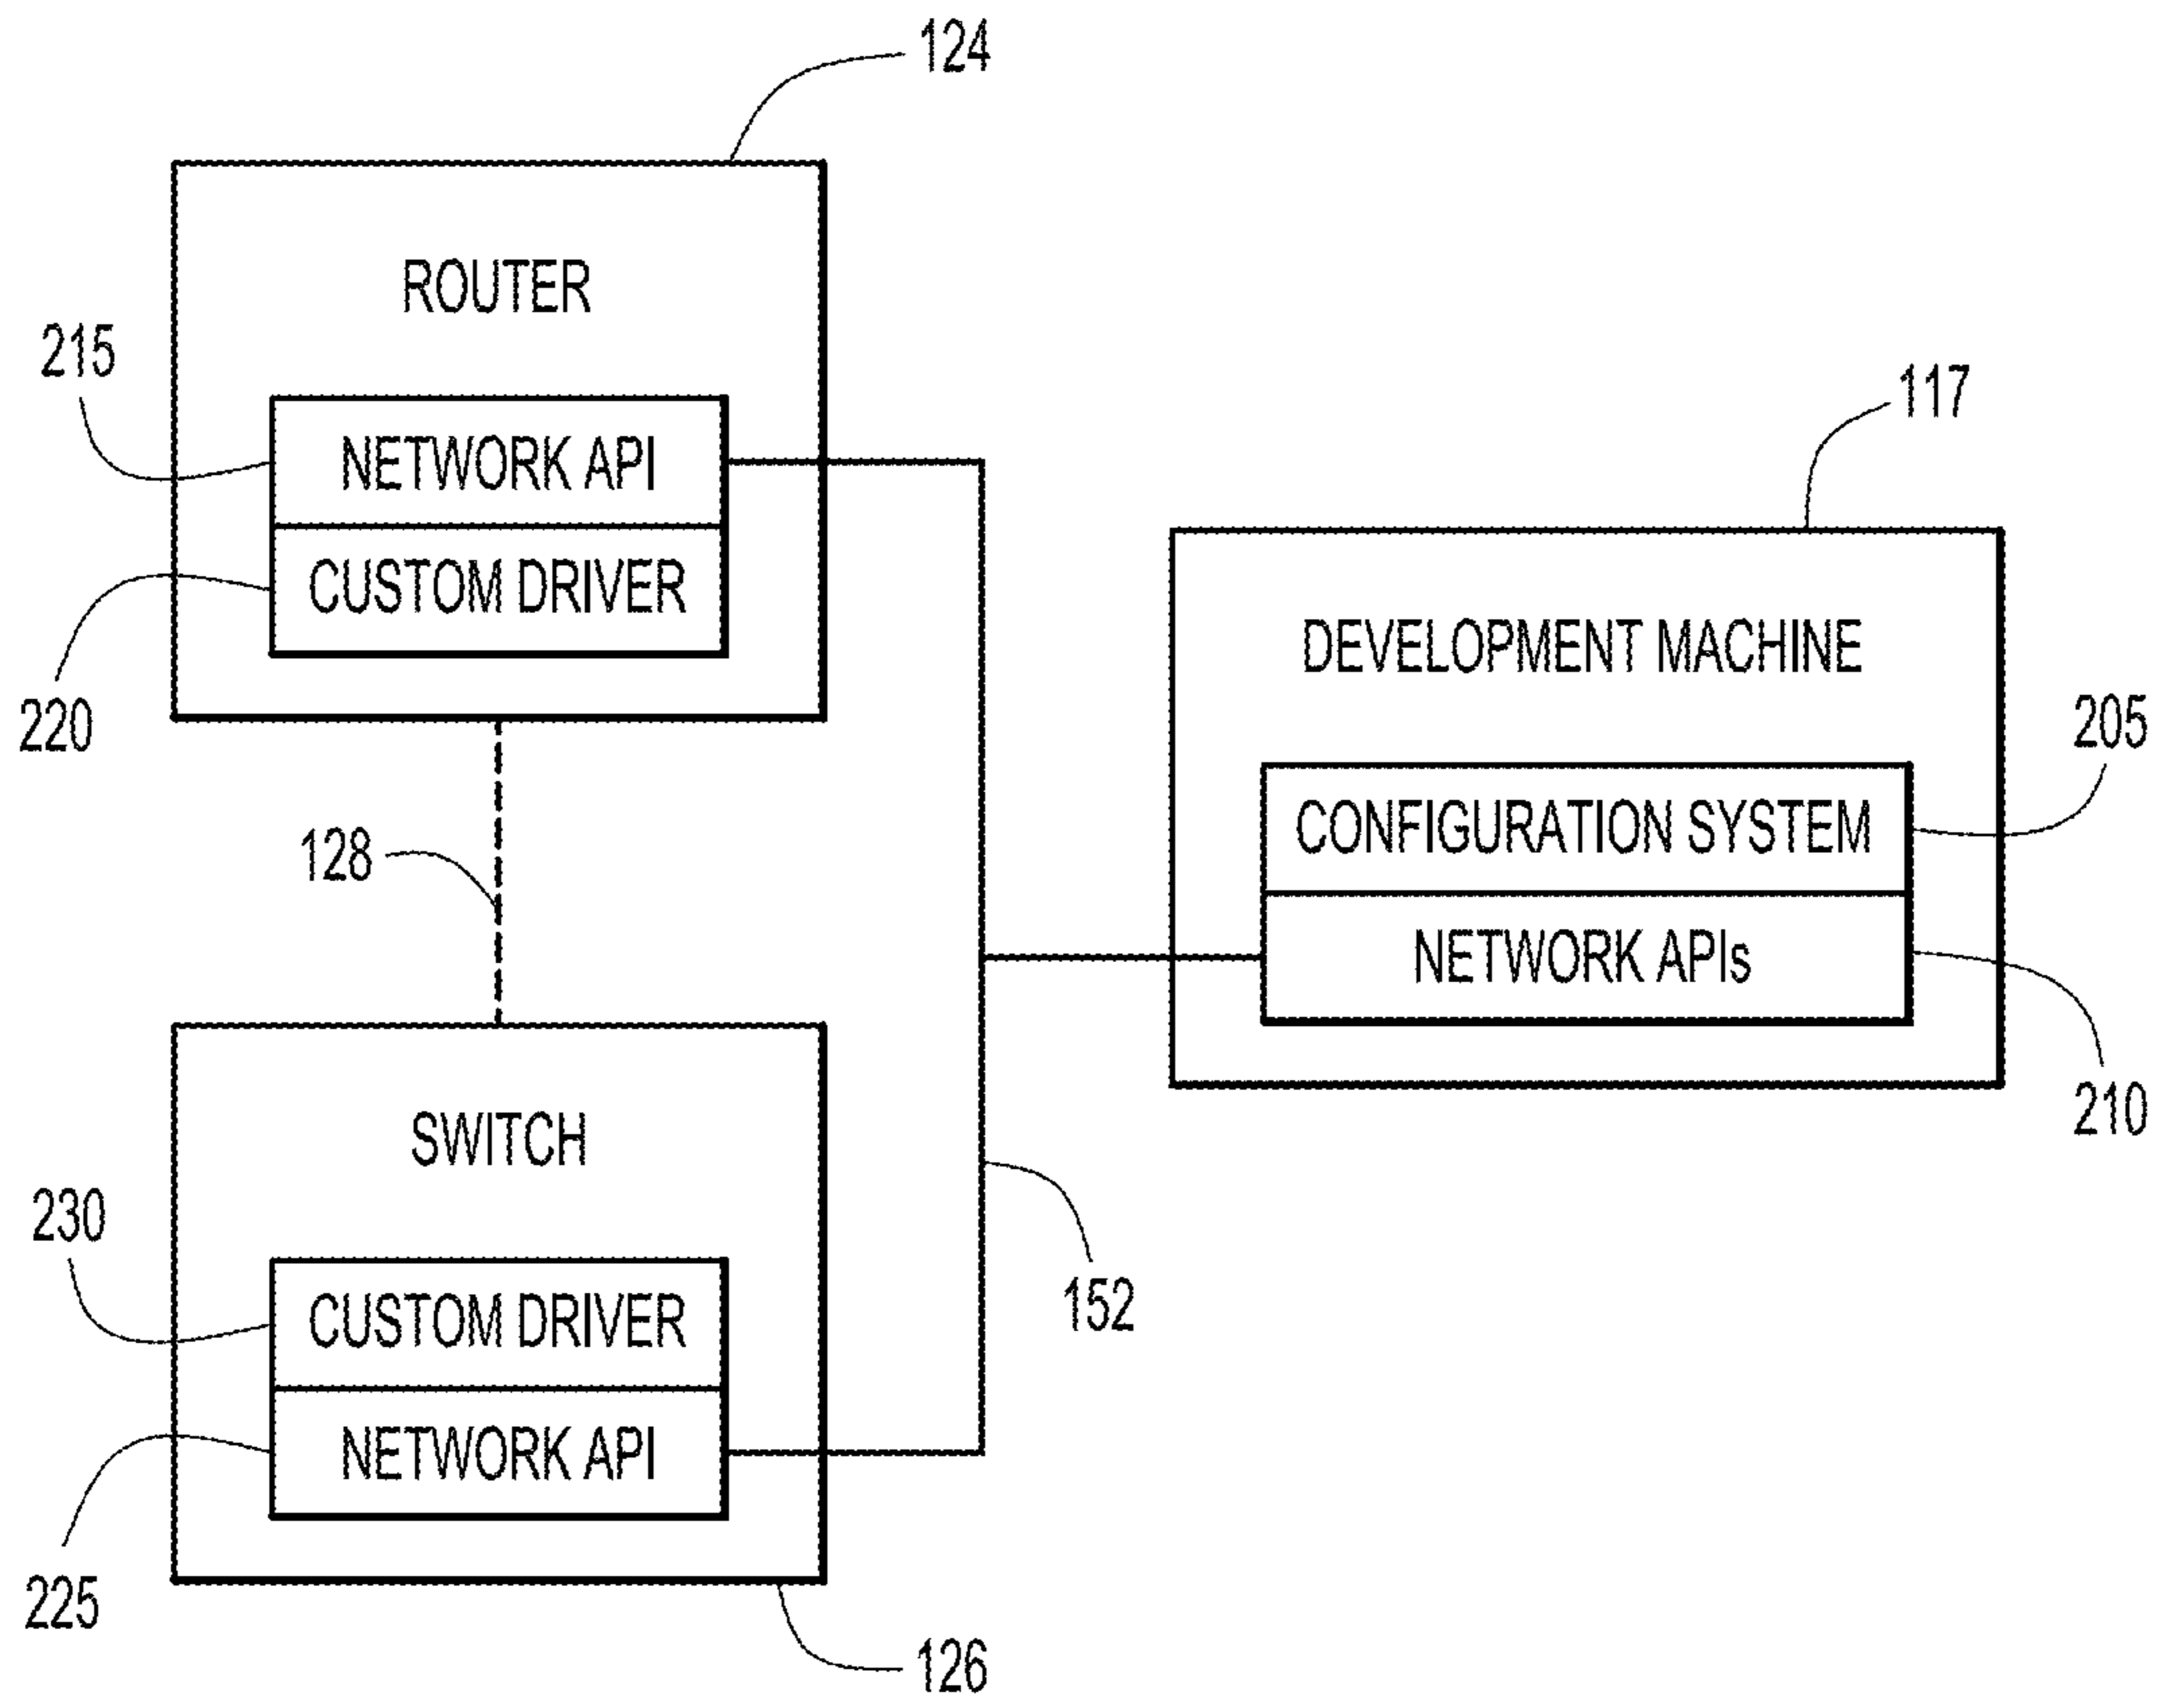 124
ROUTER
215
NETWORK API
117
CUSTOM DRIVER
DEVELOPMENT MACHINE
220
205
CONFIGURATION SYSTEM
128
NETWORK APIs
210
SWITCH
230
152
CUSTOM DRIVER
NETWORK API
225
126